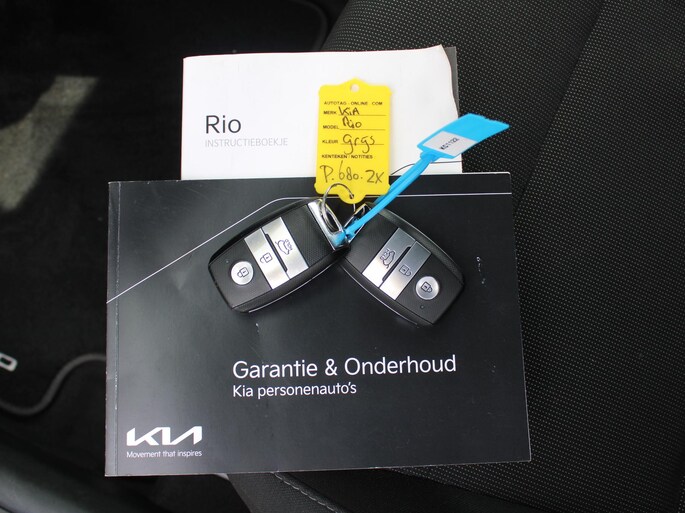 Rio
INSTRUCTIEBOEKJE
AUTOTAG - ONLINE . COM
MERK KIA
MODEL Rio
KLEUR grgs
KENTEKEN / NOTITIES
P.680.2X
Garantie & Onderhoud
Kia personenauto's
KIA
Movement that inspires